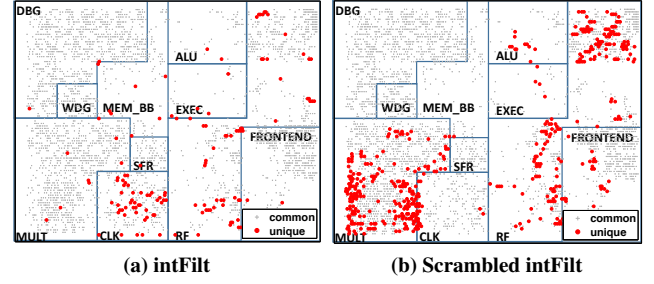 DBG
ALU
WDG
MEM_BB
EXEC
FRONTEND
SFR
MULT
CLK
RF
common
unique
(a) intFilt
DBG
ALU
WDG
MEM_BB
EXEC
FRONTEND
SFR
MULT
CLK
RF
common
unique
(b) Scrambled intFilt